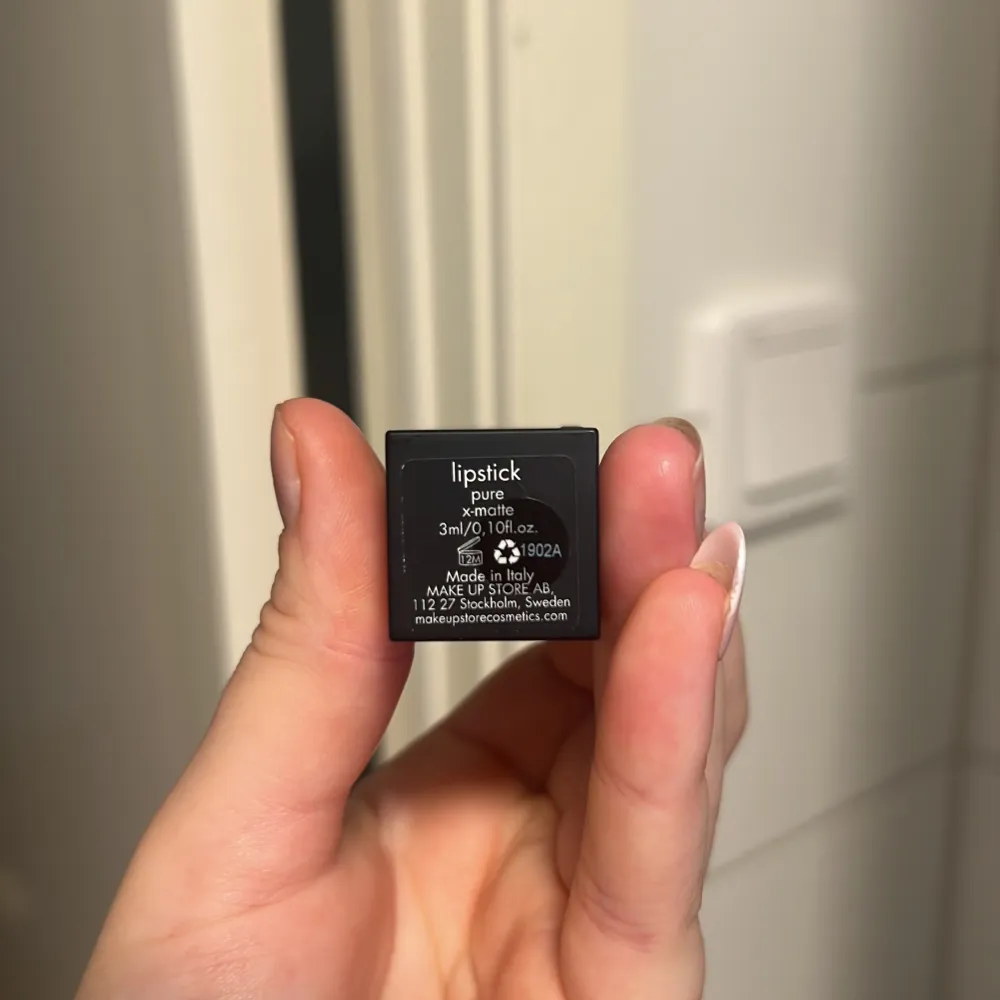 lipstick
pure
x-matte
3ml/0,10fl.oz.
12M 1902A
Made in Italy
MAKE UP STORE AB,
112 27 Stockholm, Sweden
makeupstorecosmetics.com